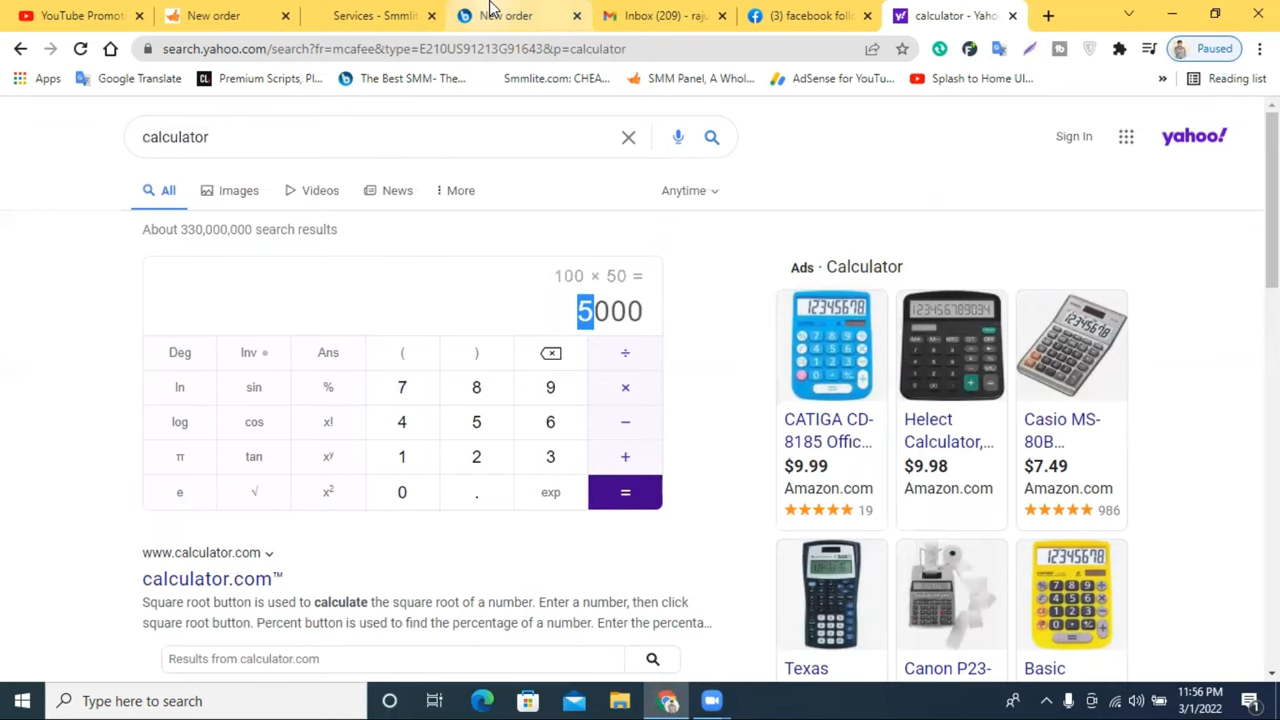 YouTube Promot
New order
Services - Smmlit
New order
Inbox (209) - raju
(3) facebook follo
calculator - Yaho
search.yahoo.com/search?fr=mcafee&type=E210US91213G91643&p=calculator
Paused
Apps
Google Translate
CL Premium Scripts, Pl...
The Best SMM- The...
Smmlite.com: CHEA...
SMM Panel, A Whol...
AdSense for YouTu...
Splash to Home UI...
»
Reading list
calculator
Sign In
yahoo!
All
Images
Videos
News
More
Anytime
About 330,000,000 search results
100 × 50 =
5000
Deg Inv Ans ( ) ÷
ln sin % 7 8 9 ×
log cos x! 4 5 6 −
π tan xʸ 1 2 3 +
e √ x² 0 . exp =
www.calculator.com
calculator.com™
Square root button is used to calculate the square root of a number. Enter a number, then click
square root button. Percent button is used to find the percentage of a number. Enter the percenta...
Results from calculator.com
Ads · Calculator
CATIGA CD-
8185 Offic...
$9.99
Amazon.com
19
Helect
Calculator,...
$9.98
Amazon.com
Casio MS-
80B...
$7.49
Amazon.com
986
Texas
Canon P23-
Basic
Type here to search
11:56 PM
3/1/2022
1